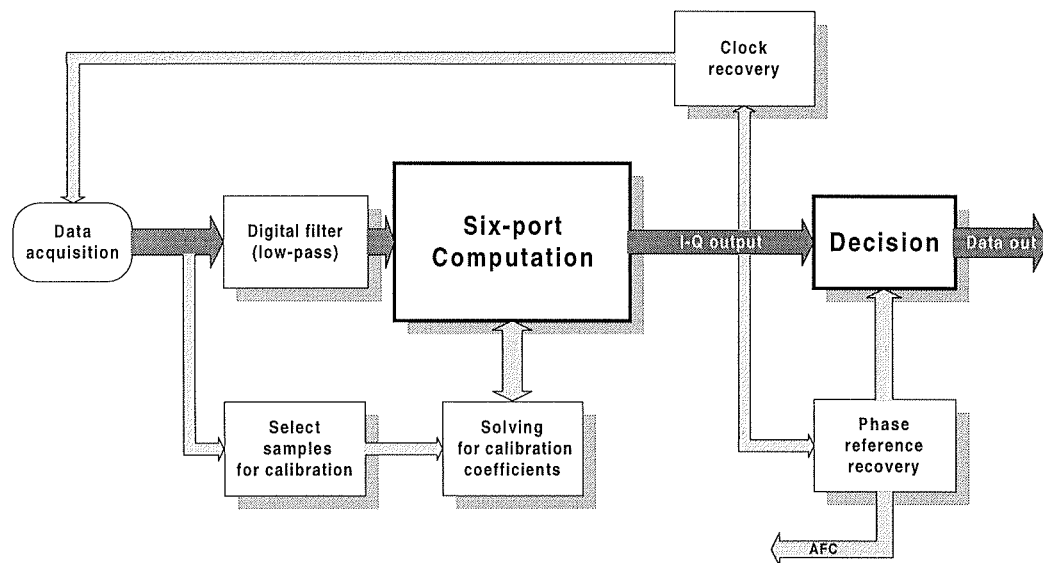 Clock
recovery
Data
acquisition
Digital filter
(low-pass)
Six-port
Computation
I-Q output
Decision
Data out
Select
samples
for calibration
Solving
for calibration
coefficients
Phase
reference
recovery
AFC